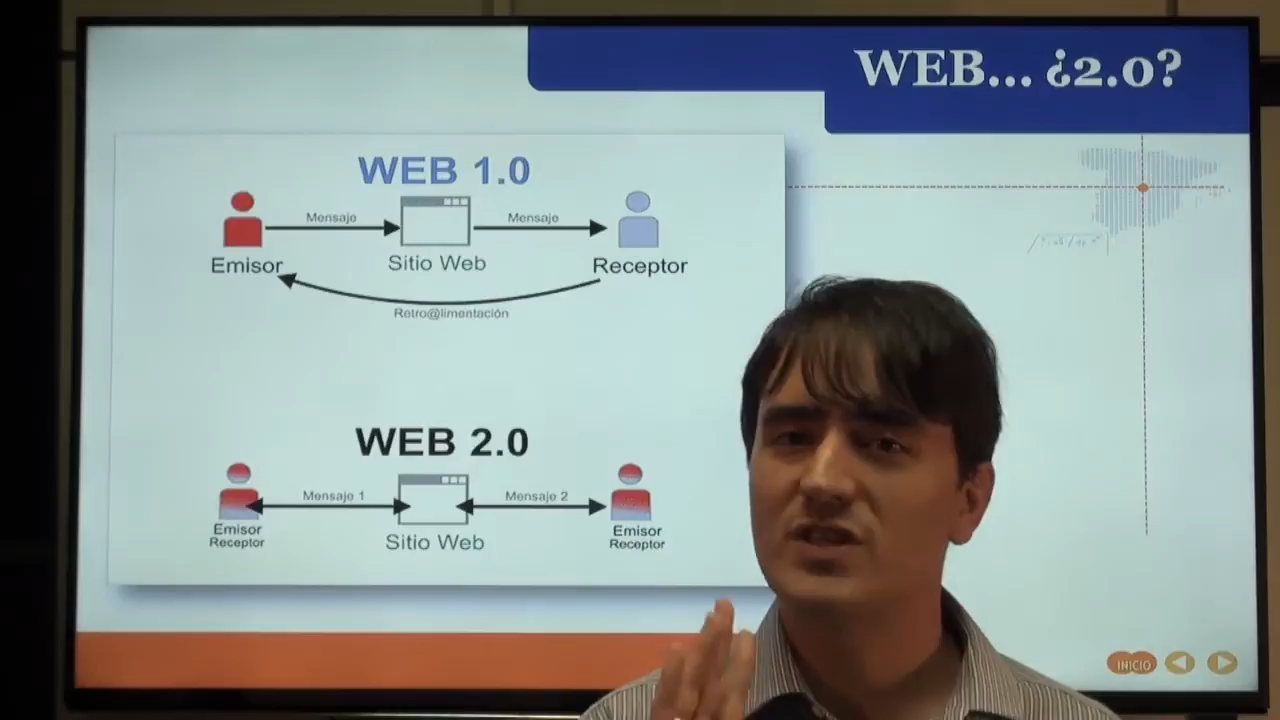 WEB... ¿2.0?
WEB 1.0
Mensaje
Mensaje
Emisor
Sitio Web
Receptor
Retro@limentación
WEB 2.0
Mensaje 1
Mensaje 2
Emisor
Receptor
Sitio Web
Emisor
Receptor
INICIO